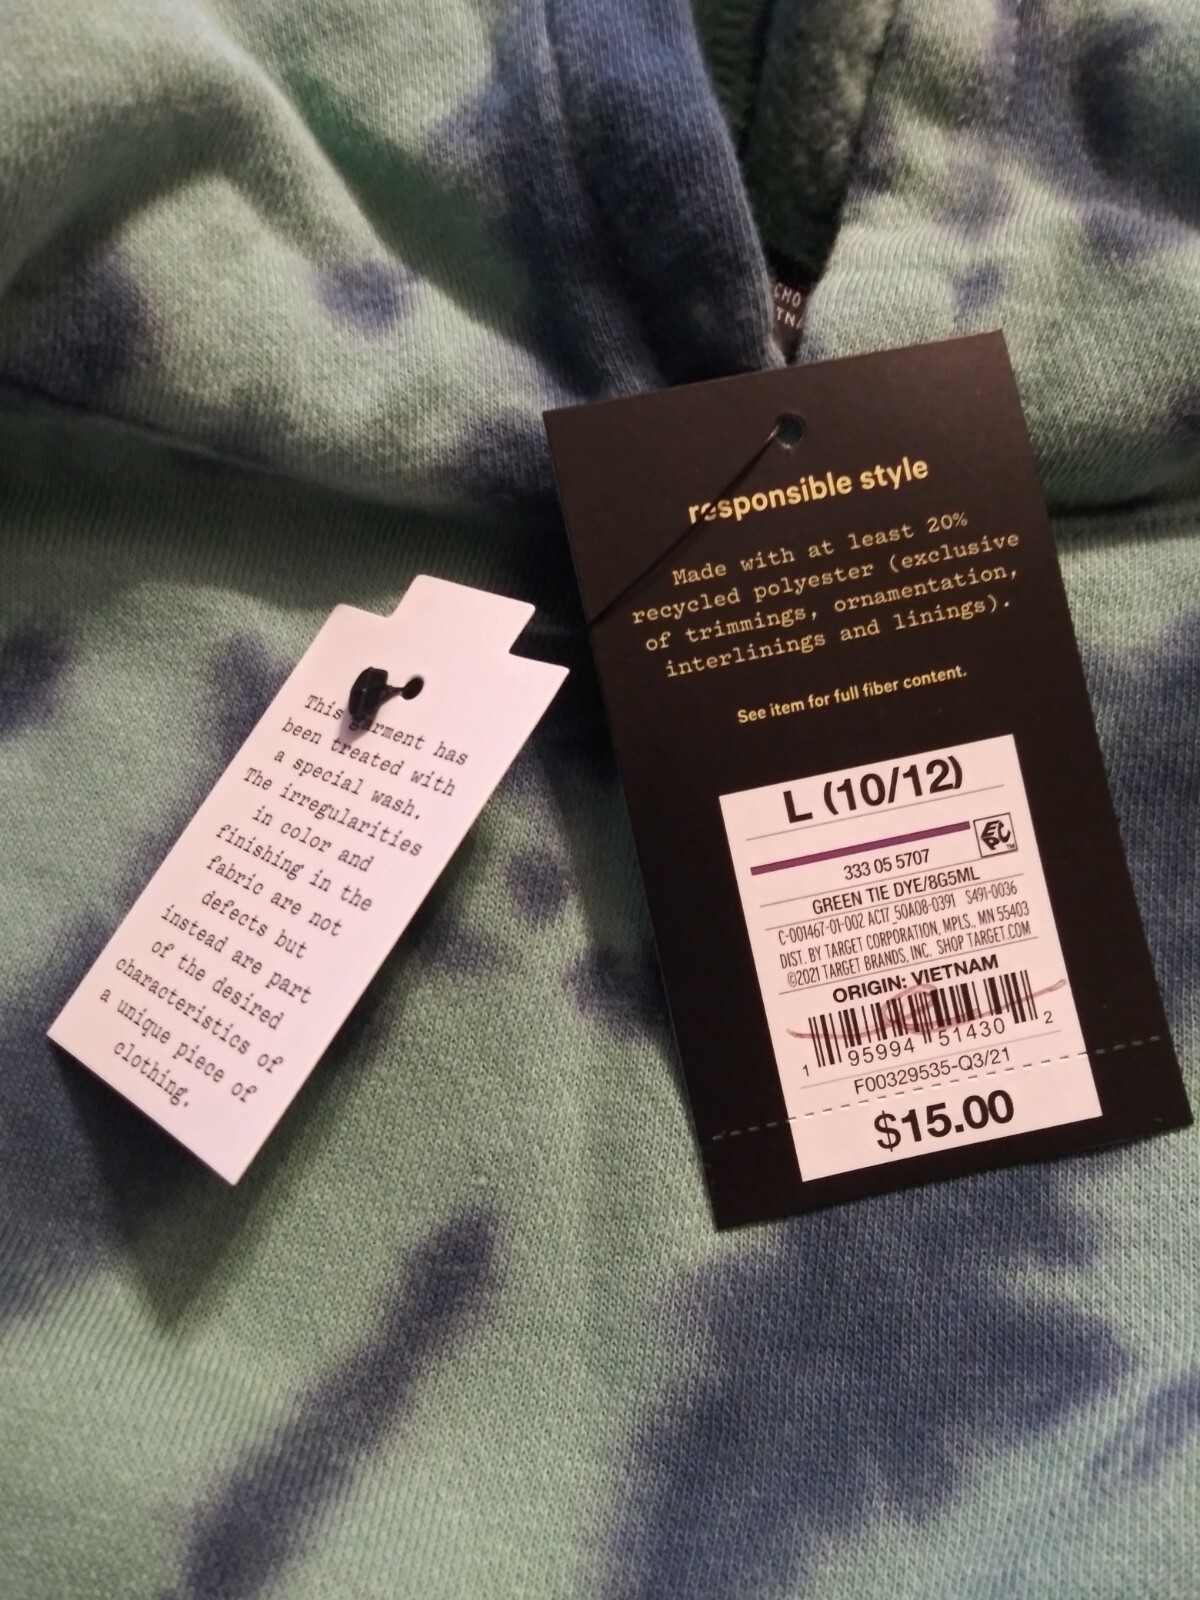 CHO
TNA
responsible style
Made with at least 20%
recycled polyester (exclusive
of trimmings, ornamentation,
interlinings and linings).
See item for full fiber content.
L (10/12)
EPC TM
333 05 5707
GREEN TIE DYE/8G5ML
C-001467-01-002 ACT7 50A08-0391 S491-0036
DIST. BY TARGET CORPORATION, MPLS., MN 55403
©2021 TARGET BRANDS, INC. SHOP TARGET.COM
ORIGIN: VIETNAM
1 95994 51430 2
F00329535-Q3/21
$15.00
This garment has
been treated with
a special wash.
The irregularities
in color and
finishing in the
fabric are not
defects but
instead are part
of the desired
characteristics of
a unique piece of
clothing.